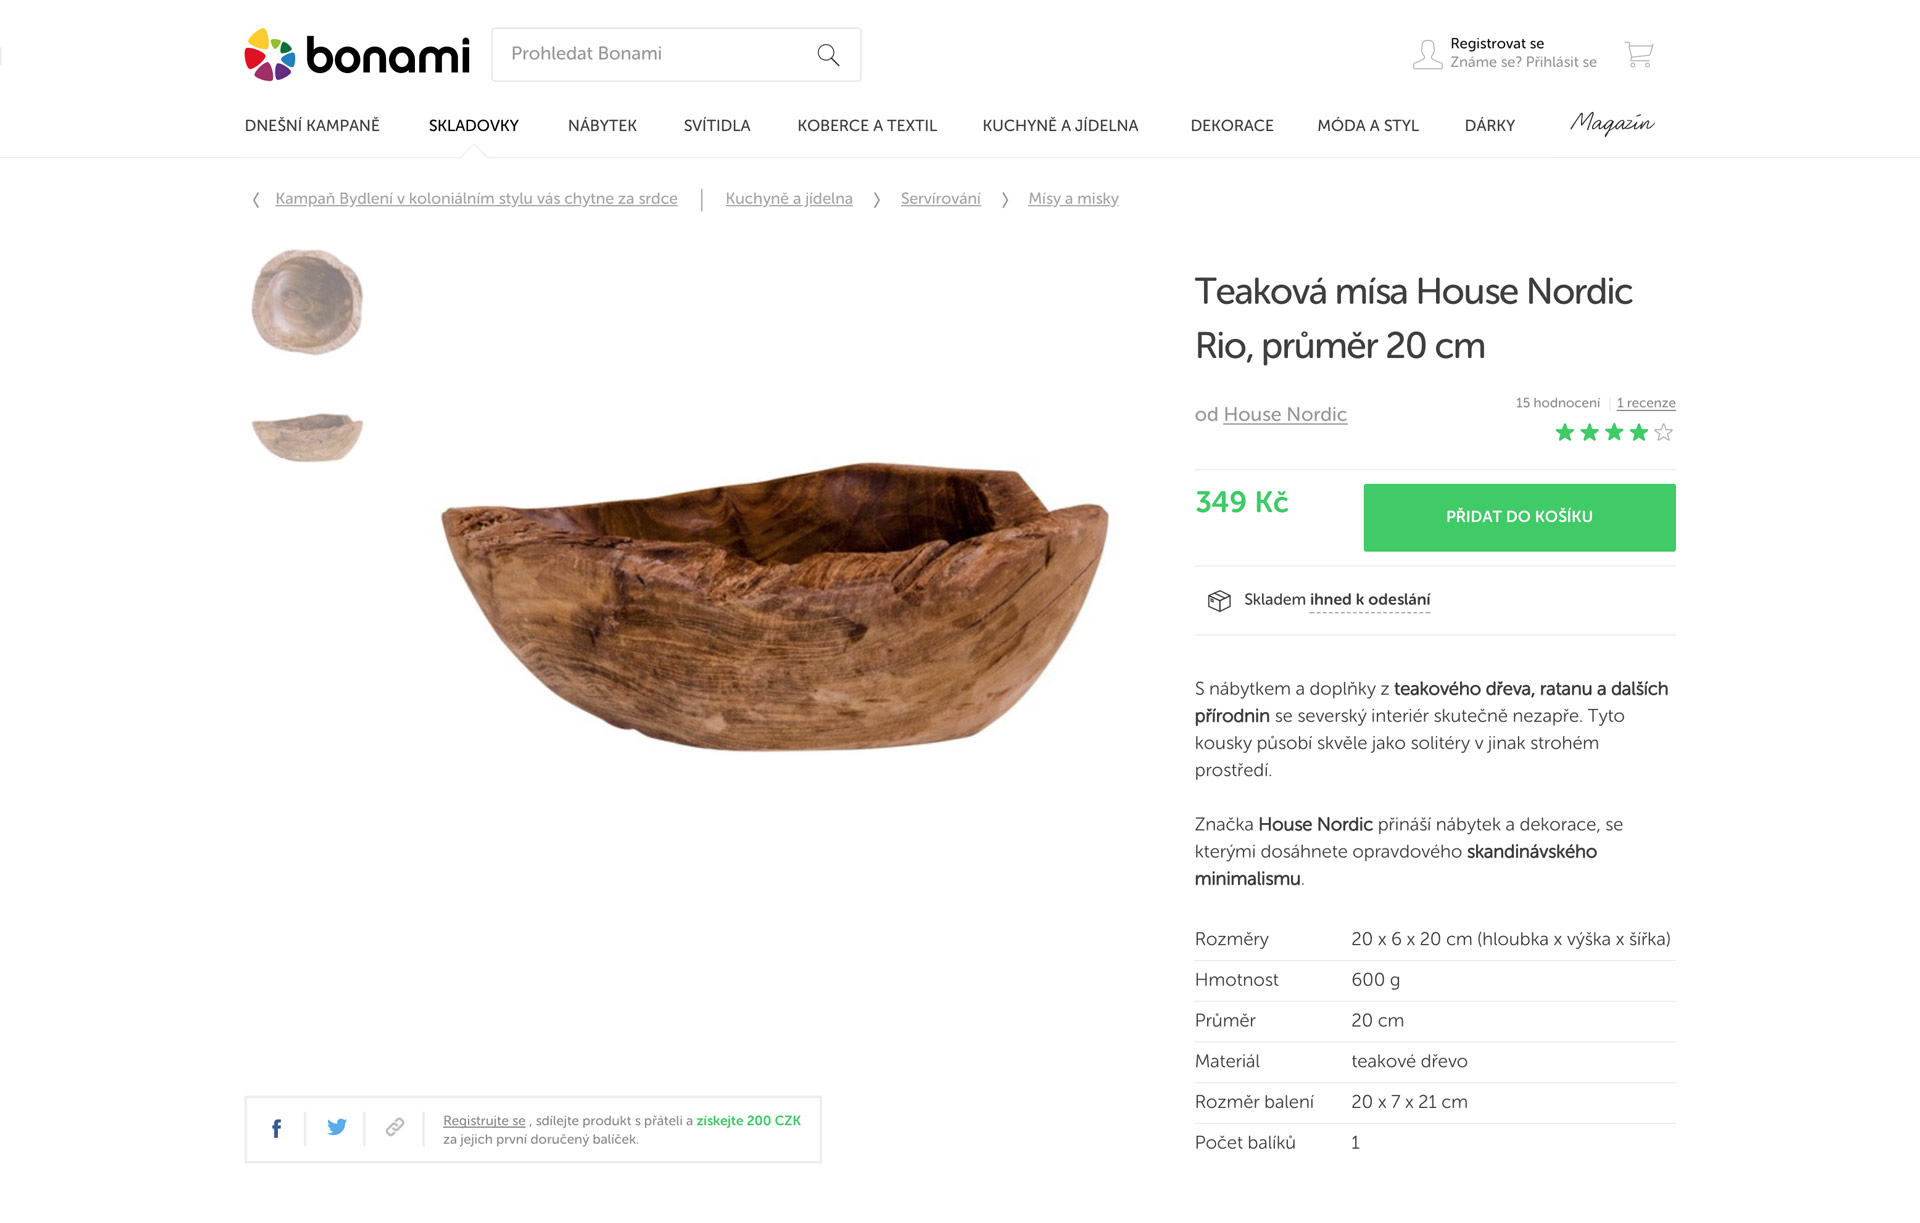 bonami
Prohledat Bonami
Registrovat se
Známe se? Přihlásit se
DNEŠNÍ KAMPANĚ
SKLADOVKY
NÁBYTEK
SVÍTIDLA
KOBERCE A TEXTIL
KUCHYNĚ A JÍDELNA
DEKORACE
MÓDA A STYL
DÁRKY
Magazín
Kampaň Bydlení v koloniálním stylu vás chytne za srdce
Kuchyně a jídelna
Servírování
Mísy a misky
Teaková mísa House Nordic
Rio, průměr 20 cm
od House Nordic
15 hodnocení
1 recenze
349 Kč
PŘIDAT DO KOŠÍKU
Skladem ihned k odeslání
S nábytkem a doplňky z teakového dřeva, ratanu a dalších
přírodnin se severský interiér skutečně nezapře. Tyto
kousky působí skvěle jako solitéry v jinak strohém
prostředí.
Značka House Nordic přináší nábytek a dekorace, se
kterými dosáhnete opravdového skandinávského
minimalismu.
Rozměry 20 x 6 x 20 cm (hloubka x výška x šířka)
Hmotnost 600 g
Průměr 20 cm
Materiál teakové dřevo
Rozměr balení 20 x 7 x 21 cm
Počet balíků 1
Registrujte se , sdílejte produkt s přáteli a získejte 200 CZK
za jejich první doručený balíček.